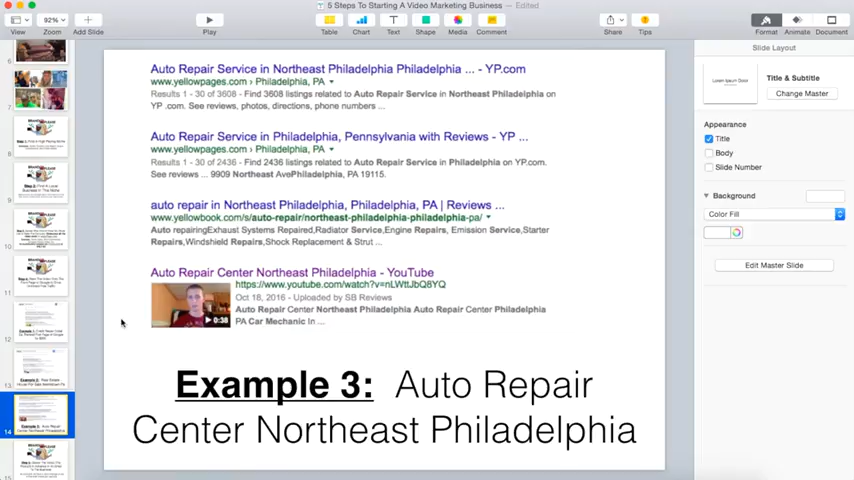 5 Steps To Starting A Video Marketing Business — Edited
92%
View
Zoom
Add Slide
Play
Table
Chart
Text
Shape
Media
Comment
Share
Tips
Format
Animate
Document
Slide Layout
Title & Subtitle
Change Master
Appearance
Title
Body
Slide Number
Background
Color Fill
Edit Master Slide
6
7
8
9
10
11
12
13
14
15
Auto Repair Service in Northeast Philadelphia Philadelphia ... - YP.com
www.yellowpages.com › Philadelphia, PA
Results 1 - 30 of 3608 - Find 3608 listings related to Auto Repair Service in Northeast Philadelphia on
YP .com. See reviews, photos, directions, phone numbers ...
Auto Repair Service in Philadelphia, Pennsylvania with Reviews - YP ...
www.yellowpages.com › Philadelphia, PA
Results 1 - 30 of 2436 - Find 2436 listings related to Auto Repair Service in Philadelphia on YP.com.
See reviews ... 9909 Northeast AvePhiladelphia, PA 19115.
auto repair in Northeast Philadelphia, Philadelphia, PA | Reviews ...
www.yellowbook.com/s/auto-repair/northeast-philadelphia-philadelphia-pa/
Auto repairingExhaust Systems Repaired,Radiator Service,Engine Repairs, Emission Service,Starter
Repairs,Windshield Repairs,Shock Replacement & Strut ...
Auto Repair Center Northeast Philadelphia - YouTube
https://www.youtube.com/watch?v=nLWttJbQ8YQ
Oct 18, 2016 - Uploaded by SB Reviews
Auto Repair Center Northeast Philadelphia Auto Repair Center Philadelphia
PA Car Mechanic In ...
0:38
Example 3: Auto Repair
Center Northeast Philadelphia